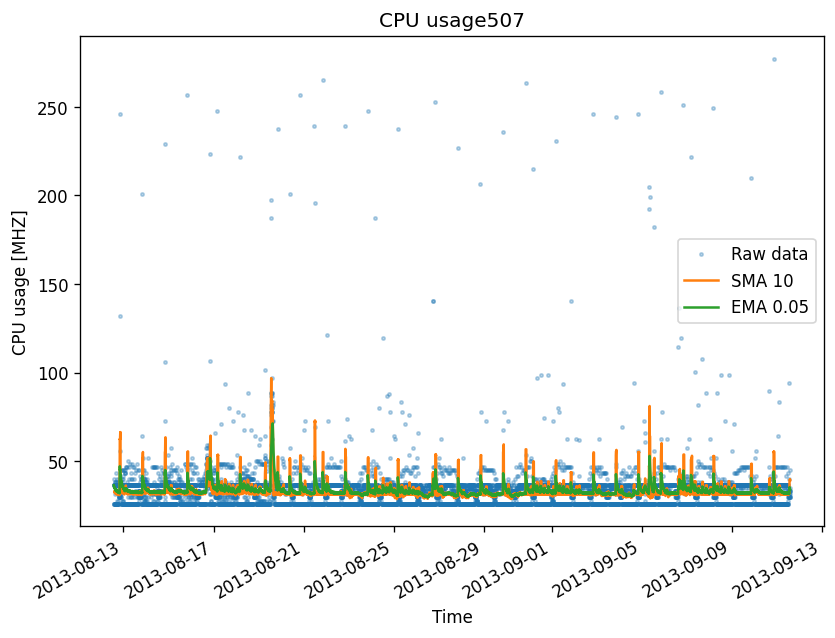 CPU usage507
CPU usage [MHZ]
250
200
150
100
50
Raw data
SMA 10
EMA 0.05
2013-08-13
2013-08-17
2013-08-21
2013-08-25
2013-08-29
2013-09-01
2013-09-05
2013-09-09
2013-09-13
Time